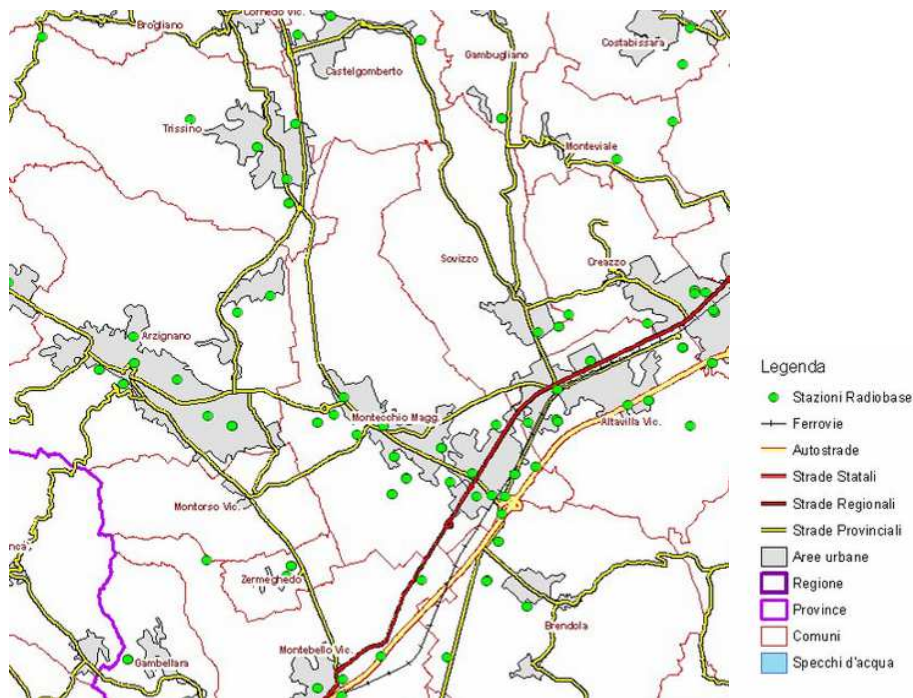 Brogliano
Cornedo Vic.
Costabissara
Gambugliano
Castelgomberto
Trissino
Monteviale
Sovizzo
Creazzo
Arzignano
Montecchio Magg.
Altavilla Vic.
Montorso Vic.
Zermeghedo
Brendola
Montebello Vic.
Gambellara
Legenda
Stazioni Radiobase
Ferrovie
Autostrade
Strade Statali
Strade Regionali
Strade Provinciali
Aree urbane
Regione
Province
Comuni
Specchi d'acqua